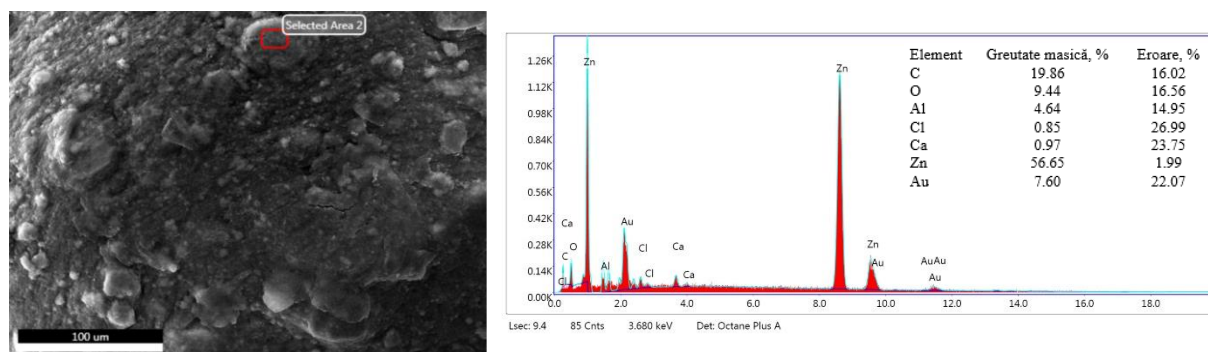 Selected Area 2
100 um
Element Greutate masică, % Eroare, %
C 19.86 16.02
O 9.44 16.56
Al 4.64 14.95
Cl 0.85 26.99
Ca 0.97 23.75
Zn 56.65 1.99
Au 7.60 22.07
1.26K
1.12K
0.98K
0.84K
0.70K
0.56K
0.42K
0.28K
0.14K
0.00K
Zn
Ca
C
O
Cl
Al
Au
Cl
Cl
Ca
Ca
Zn
Zn
Au
Au Au
Au
0.0 2.0 4.0 6.0 8.0 10.0 12.0 14.0 16.0 18.0
Lsec: 9.4 85 Cnts 3.680 keV Det: Octane Plus A